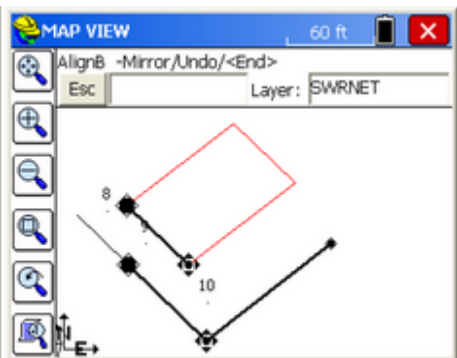 MAP VIEW 60 ft
AlignB -Mirror/Undo/<End>
Esc Layer: SWRNET
8
9
10
N
E